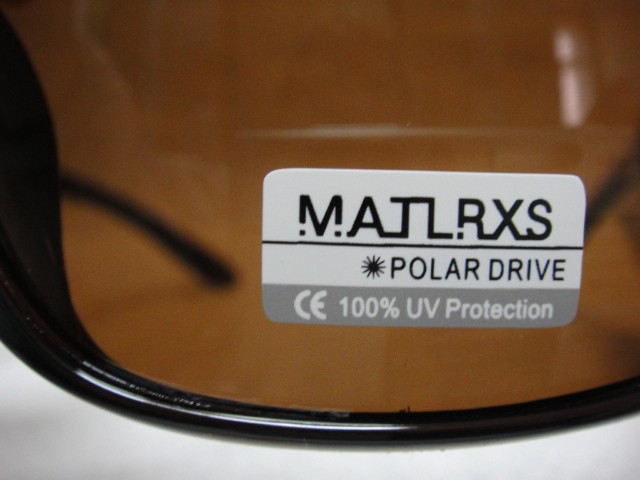 MATLRXS
POLAR DRIVE
CE 100% UV Protection